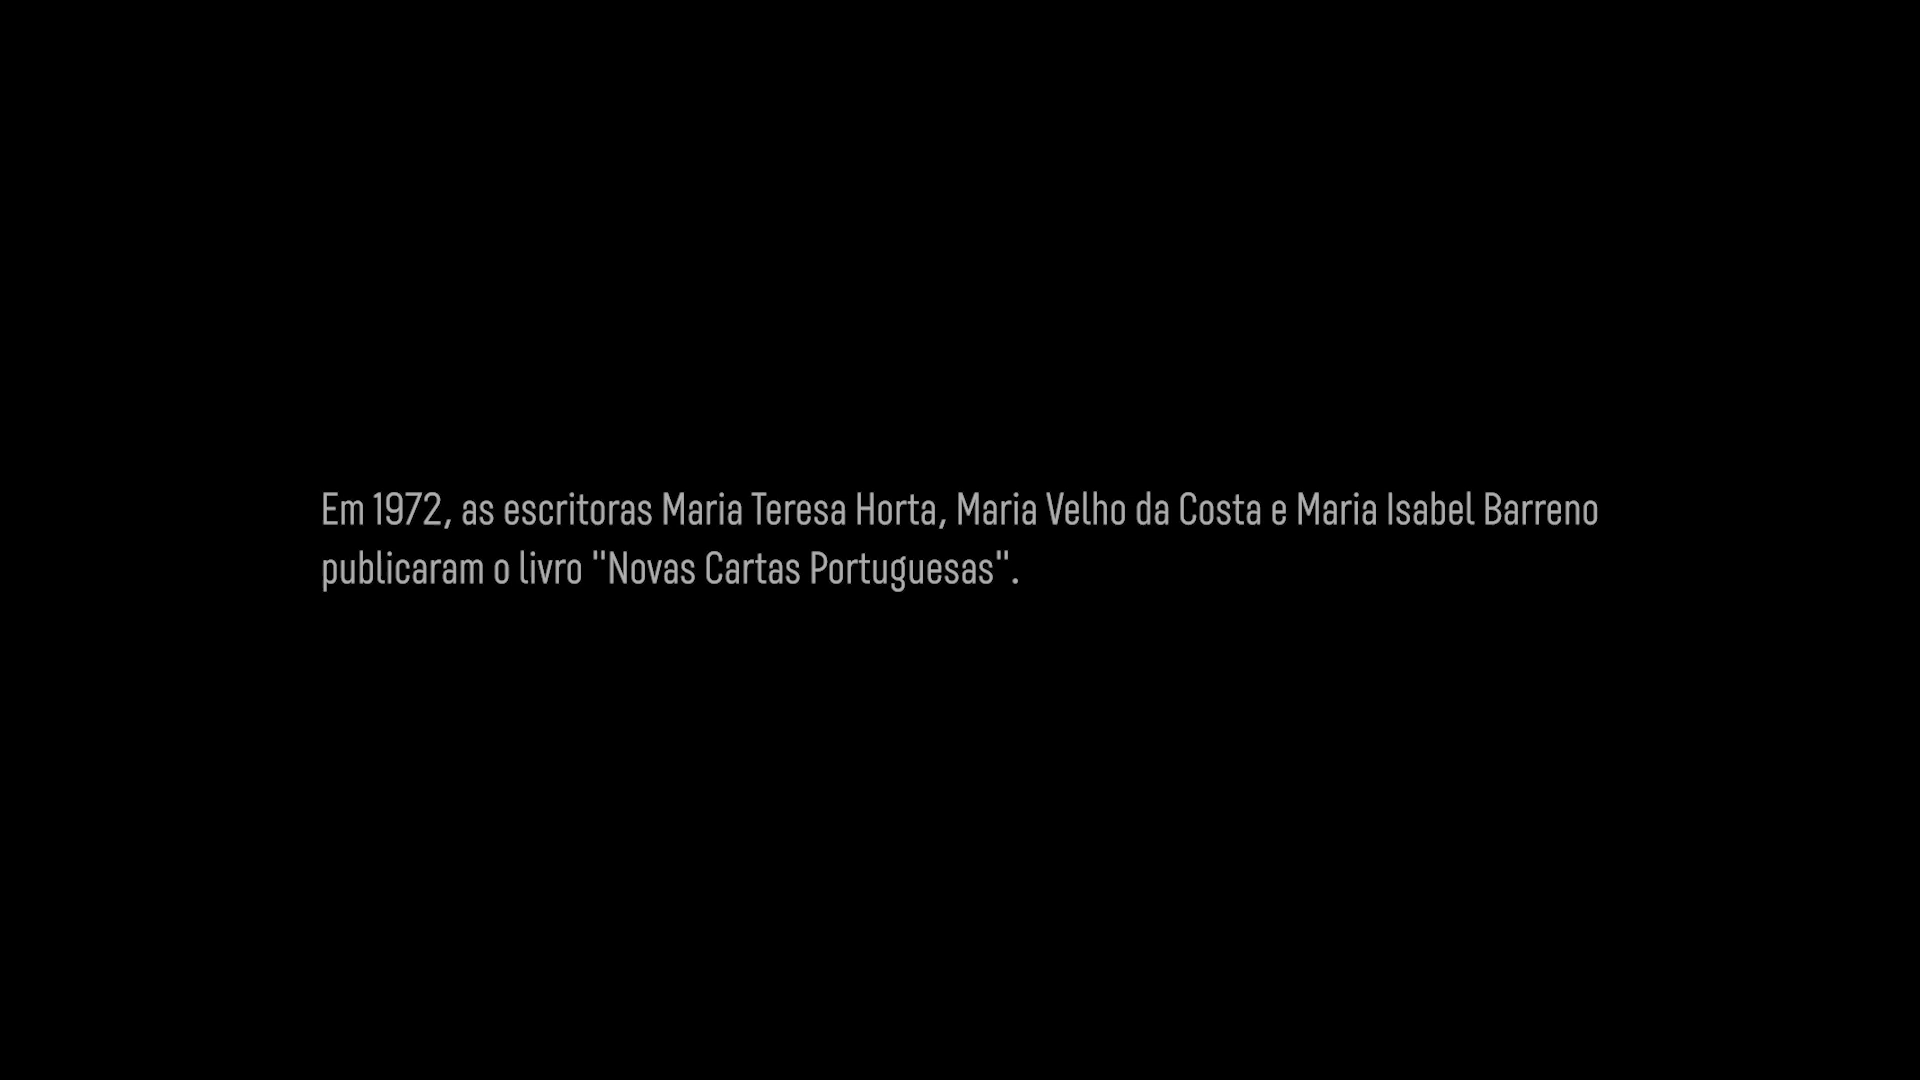 Em 1972, as escritoras Maria Teresa Horta, Maria Velho da Costa e Maria Isabel Barreno
publicaram o livro "Novas Cartas Portuguesas".